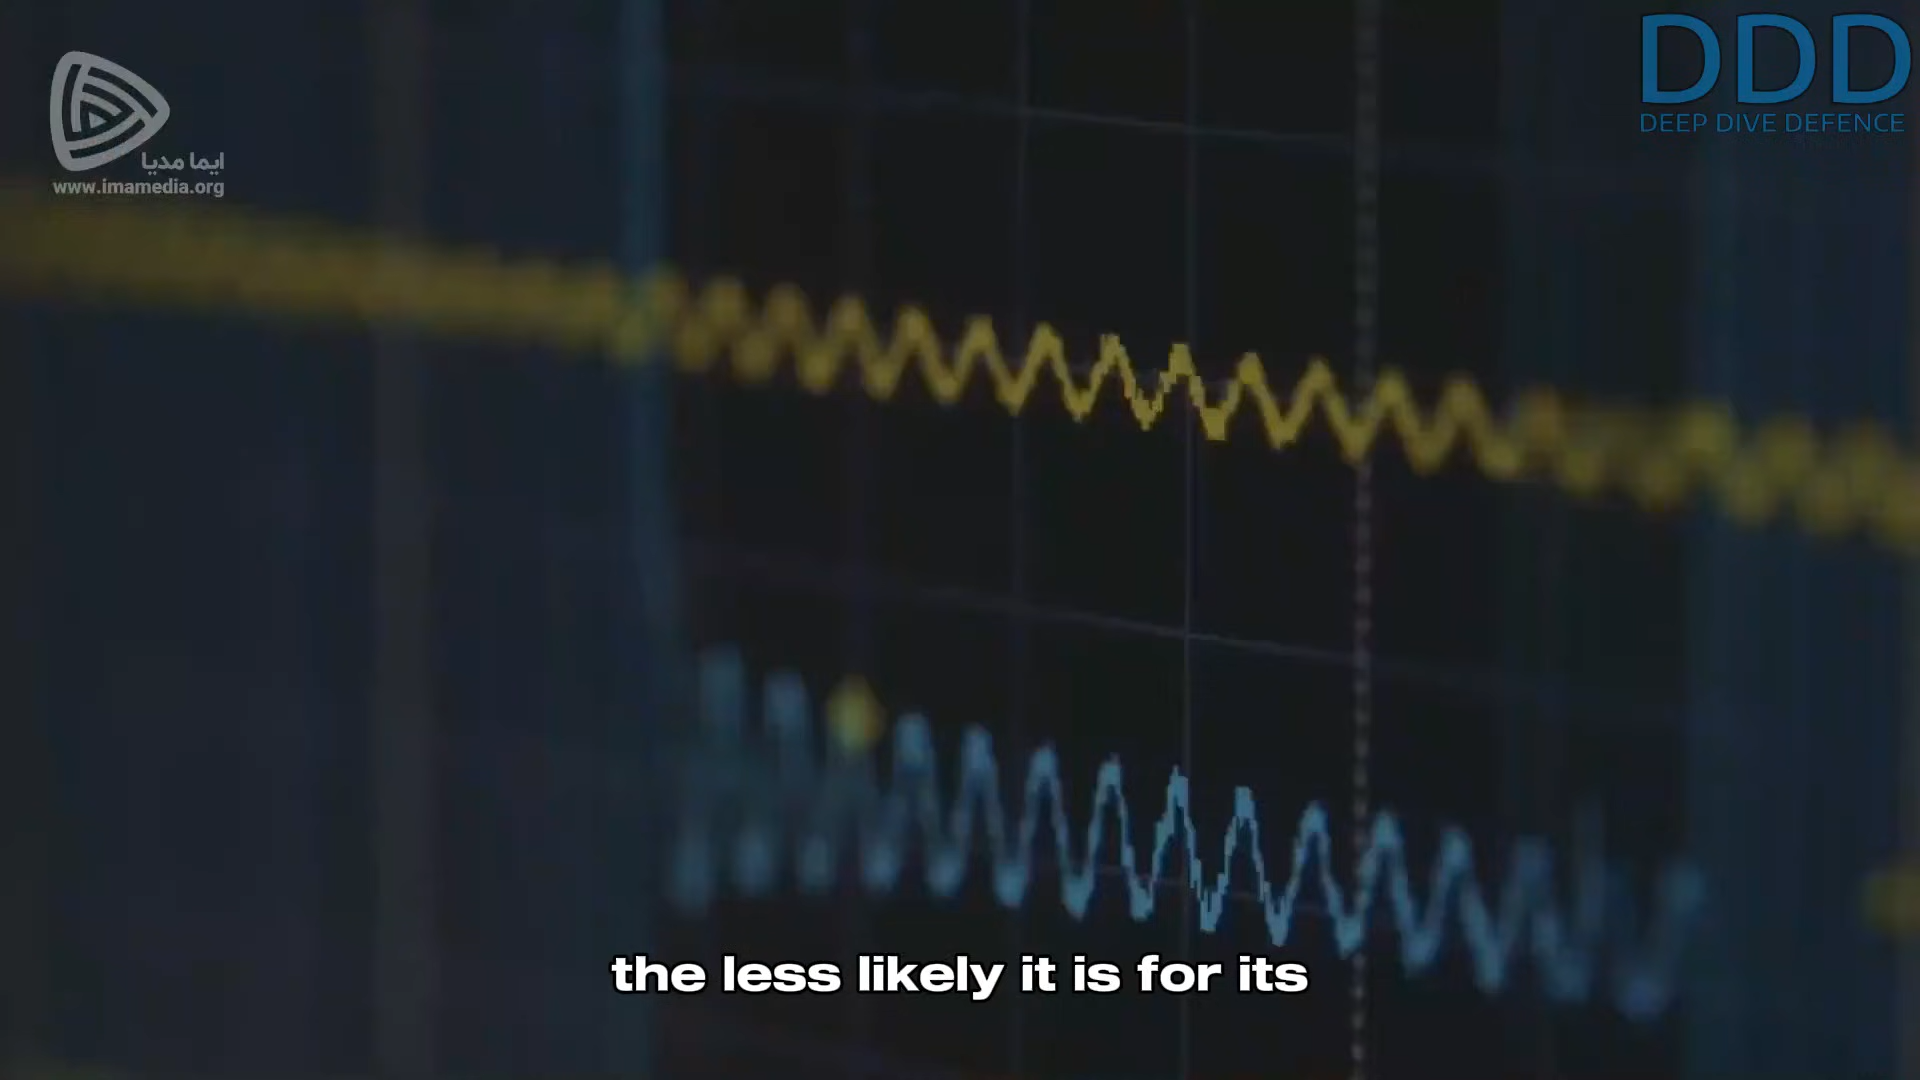 ایما مدیا
www.imamedia.org
DDD
DEEP DIVE DEFENCE
the less likely it is for its